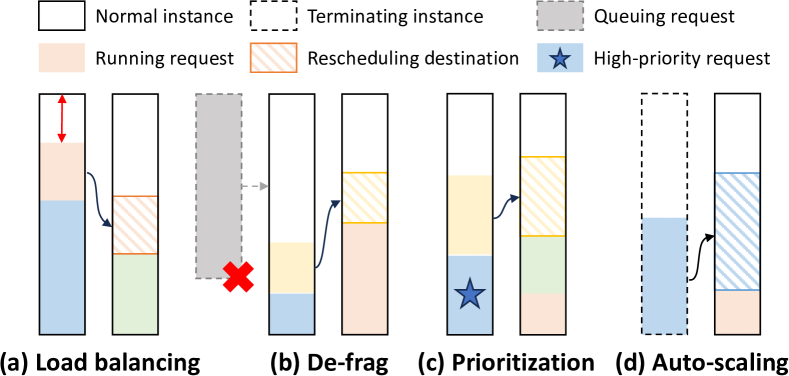 Normal instance
Terminating instance
Queuing request
Running request
Rescheduling destination
High-priority request
(a) Load balancing
(b) De-frag
(c) Prioritization
(d) Auto-scaling